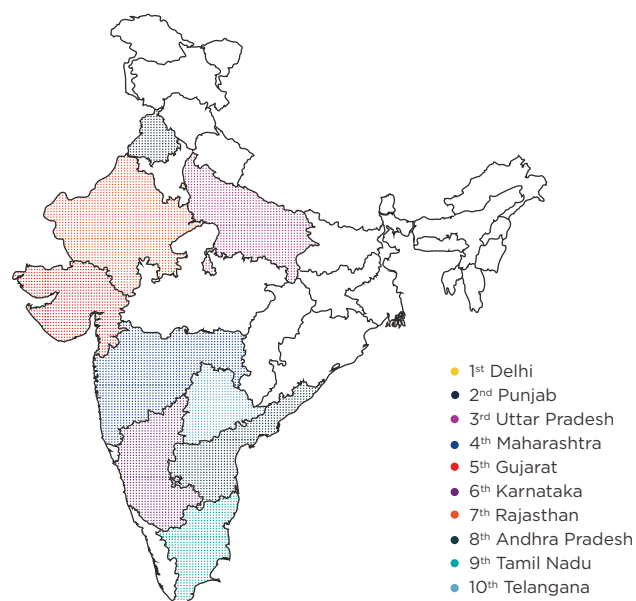 1st Delhi
2nd Punjab
3rd Uttar Pradesh
4th Maharashtra
5th Gujarat
6th Karnataka
7th Rajasthan
8th Andhra Pradesh
9th Tamil Nadu
10th Telangana